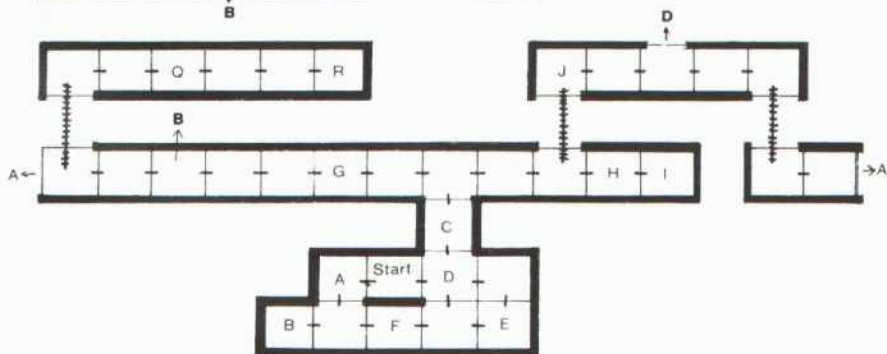 B
D
Q R J
B
A G H I A
C
A Start D
B F E